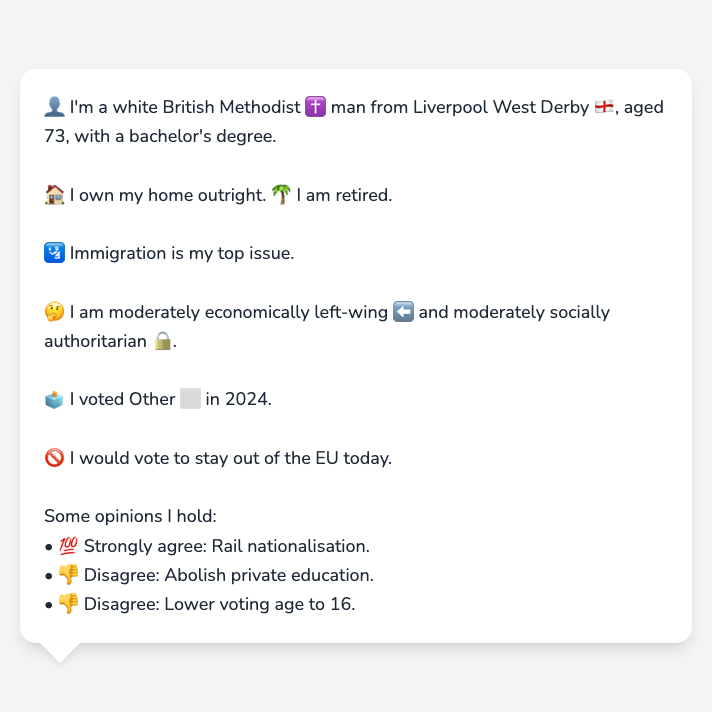 👤 I'm a white British Methodist ✝️ man from Liverpool West Derby 🏴󠁧󠁢󠁥󠁮󠁧󠁿, aged
73, with a bachelor's degree.
🏠 I own my home outright. 🌴 I am retired.
🛂 Immigration is my top issue.
🤔 I am moderately economically left-wing ⬅️ and moderately socially
authoritarian 🔒.
🗳️ I voted Other ⬜ in 2024.
🚫 I would vote to stay out of the EU today.
Some opinions I hold:
• 💯 Strongly agree: Rail nationalisation.
• 👎 Disagree: Abolish private education.
• 👎 Disagree: Lower voting age to 16.